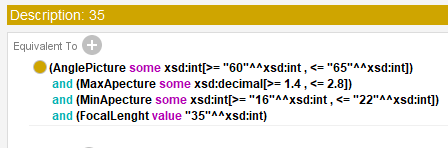 Description: 35
Equivalent To
(AnglePicture some xsd:int[>= "60"^^xsd:int , <= "65"^^xsd:int])
and (MaxApecture some xsd:decimal[>= 1.4 , <= 2.8])
and (MinApecture some xsd:int[>= "16"^^xsd:int , <= "22"^^xsd:int])
and (FocalLenght value "35"^^xsd:int)